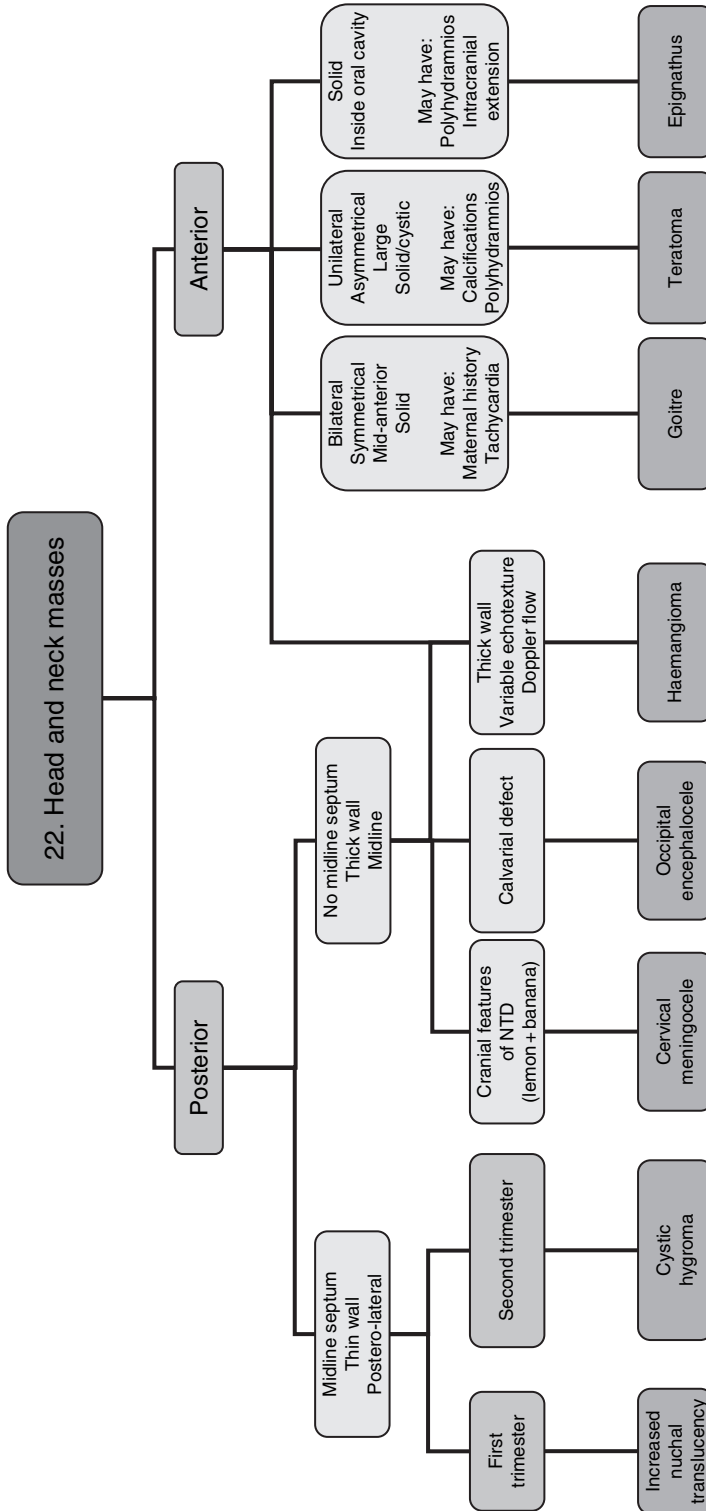 22. Head and neck masses
Posterior
Anterior
Midline septum
Thin wall
Postero-lateral
No midline septum
Thick wall
Midline
Bilateral
Symmetrical
Mid-anterior
Solid
May have:
Maternal history
Tachycardia
Unilateral
Asymmetrical
Large
Solid/cystic
May have:
Calcifications
Polyhydramnios
Solid
Inside oral cavity
May have:
Polyhydramnios
Intracranial
extension
First
trimester
Second trimester
Cranial features
of NTD
(lemon+banana)
Calvarial defect
Thick wall
Variable echotexture
Doppler flow
Increased
nuchal
translucency
Cystic
hygroma
Cervical
meningocele
Occipital
encephalocele
Haemangioma
Goitre
Teratoma
Epignathus